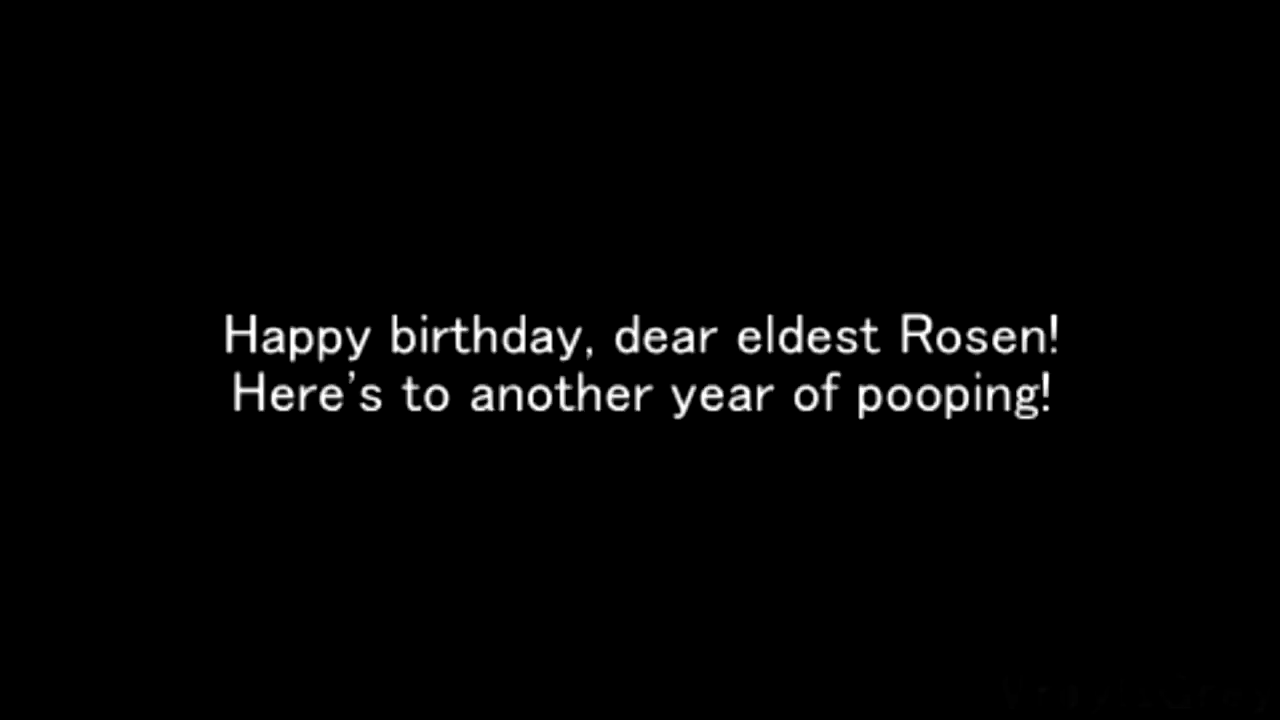 Happy birthday, dear eldest Rosen!
Here's to another year of pooping!